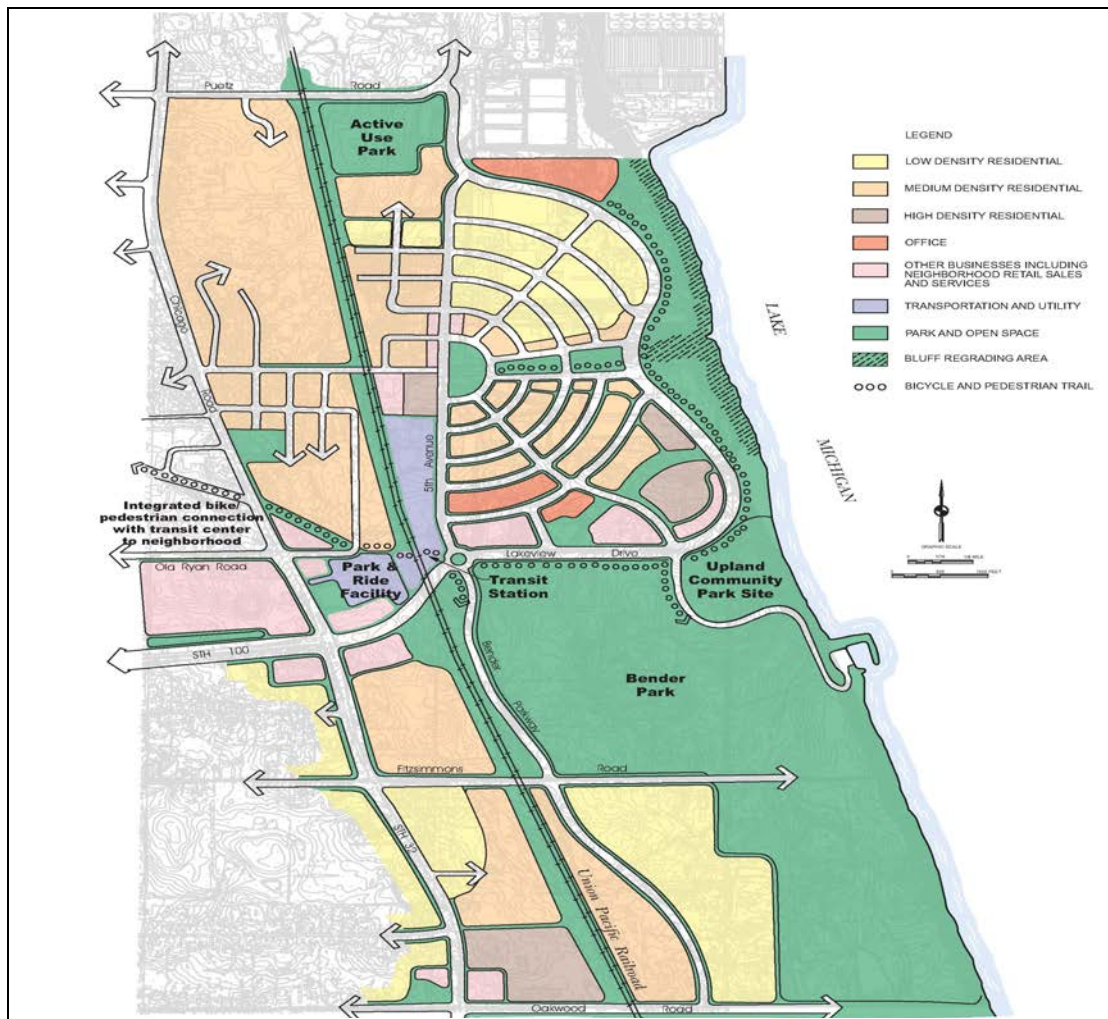 Puetz Road
Active
Use
Park
LEGEND
LOW DENSITY RESIDENTIAL
MEDIUM DENSITY RESIDENTIAL
HIGH DENSITY RESIDENTIAL
OFFICE
OTHER BUSINESSES INCLUDING
NEIGHBORHOOD RETAIL SALES
AND SERVICES
TRANSPORTATION AND UTILITY
PARK AND OPEN SPACE
BLUFF REGRADING AREA
BICYCLE AND PEDESTRIAN TRAIL
LAKE
MICHIGAN
GRAPHIC SCALE
Chicago
Road
5th Avenue
Integrated bike/
pedestrian connection
with transit center
to neighborhood
Old Ryan Road
Park &
Ride
Facility
Lakeview Drive
Transit
Station
Upland
Community
Park Site
STH 100
Bender
Parkway
Bender
Park
Fitzsimmons Road
STH 32
Union Pacific Railroad
Oakwood Road